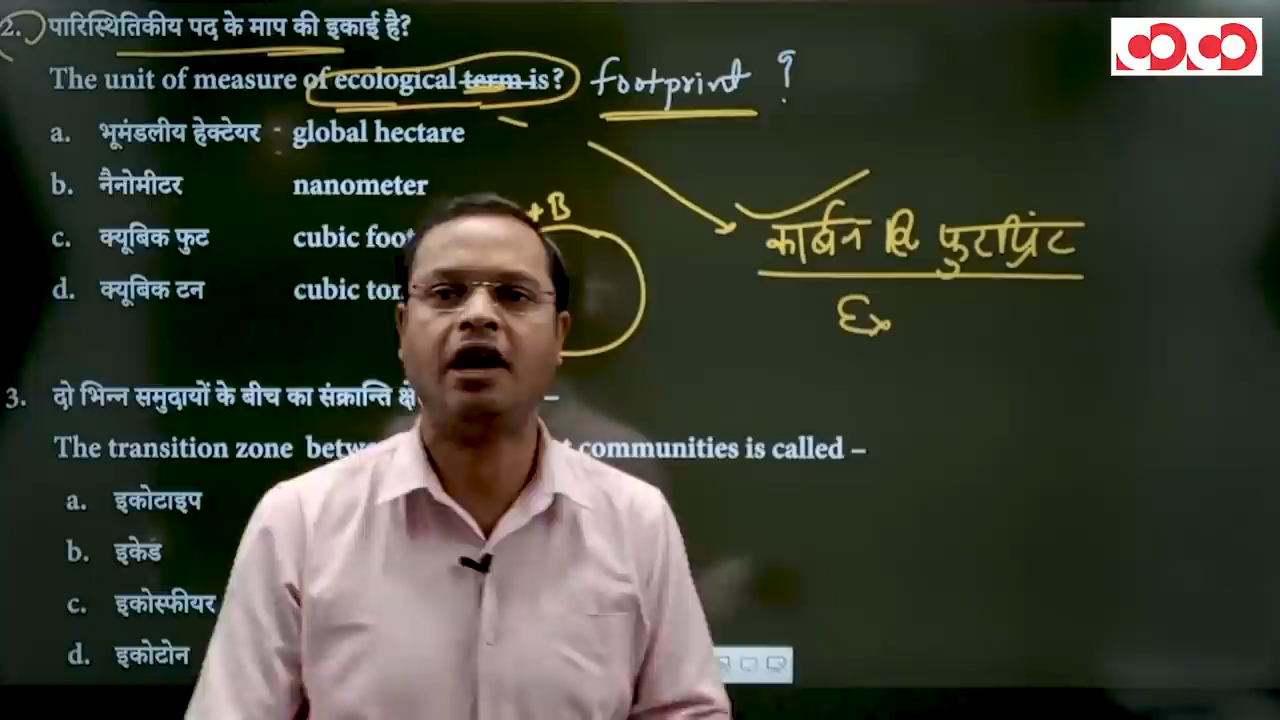 2. पारिस्थितिकीय पद के माप की इकाई है?
The unit of measure of ecological term is? footprint ?
a. भूमंडलीय हेक्टेयर - global hectare
b. नैनोमीटर nanometer
+ B
c. क्यूबिक फुट cubic foo
कार्बन फुटप्रिंट
d. क्यूबिक टन cubic ton
Ex
3. दो भिन्न समुदायों के बीच का संक्रान्ति –
The transition zone communities is called –
a. इकोटाइप
b. इकेड
c. इकोस्फीयर
d. इकोटोन